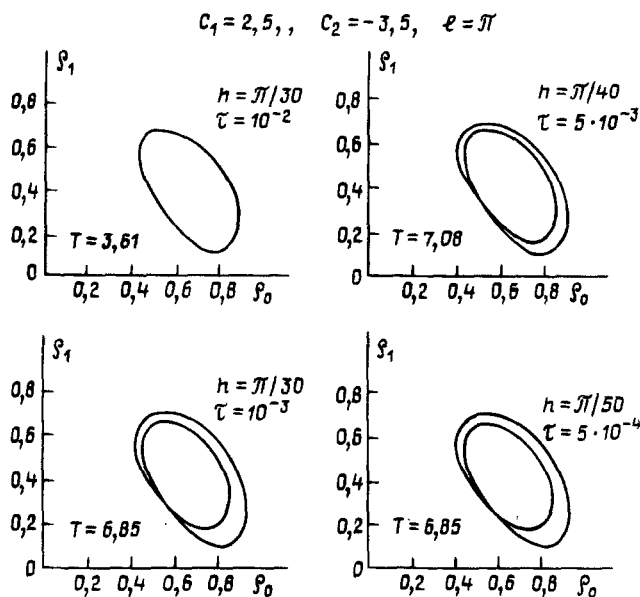 C₁ = 2,5,, C₂ = -3,5, ℓ = π
ρ₁
0,8
0,6
0,4
0,2
0
h = π/30
τ = 10⁻²
T = 3,61
0,2 0,4 0,6 0,8 ρ₀
ρ₁
0,8
0,6
0,4
0,2
0
h = π/40
τ = 5·10⁻³
T = 7,08
0,2 0,4 0,6 0,8 ρ₀
ρ₁
0,8
0,6
0,4
0,2
0
h = π/30
τ = 10⁻³
T = 6,85
0,2 0,4 0,6 0,8 ρ₀
ρ₁
0,8
0,6
0,4
0,2
0
h = π/50
τ = 5·10⁻⁴
T = 6,85
0,2 0,4 0,6 0,8 ρ₀